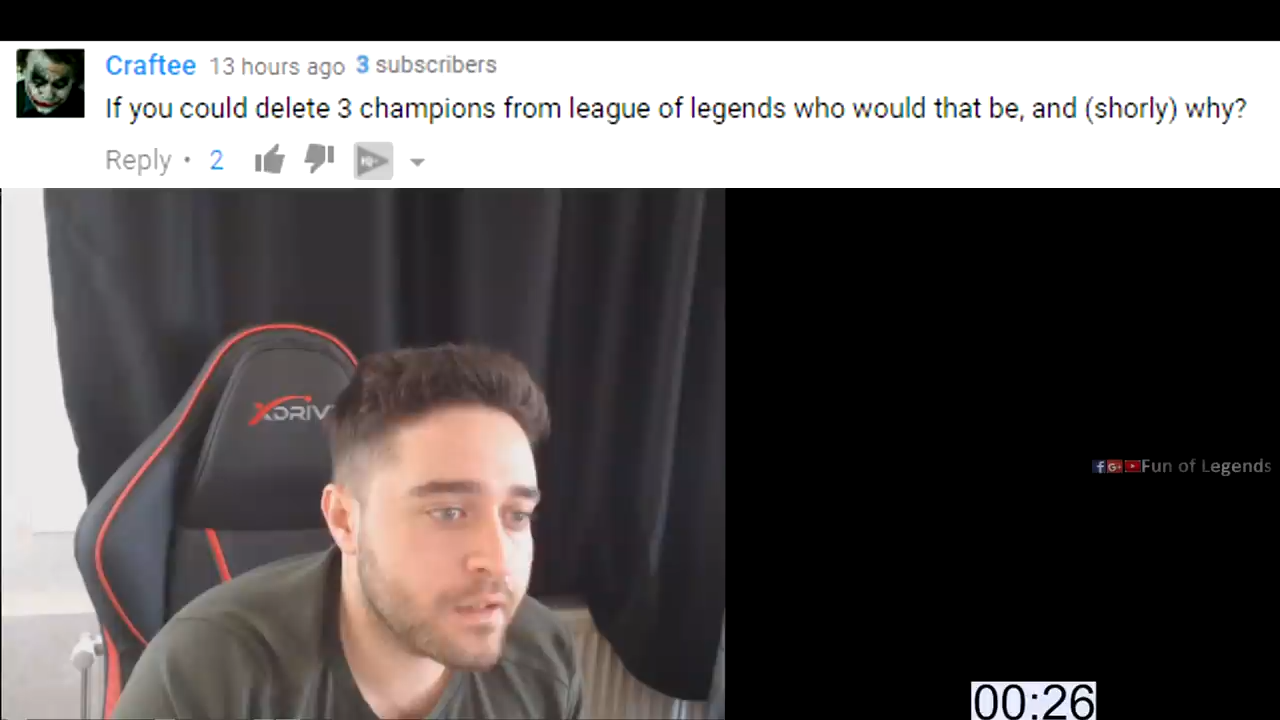 Craftee 13 hours ago 3 subscribers
If you could delete 3 champions from league of legends who would that be, and (shorly) why?
Reply • 2
XDRIV
Fun of Legends
00:26